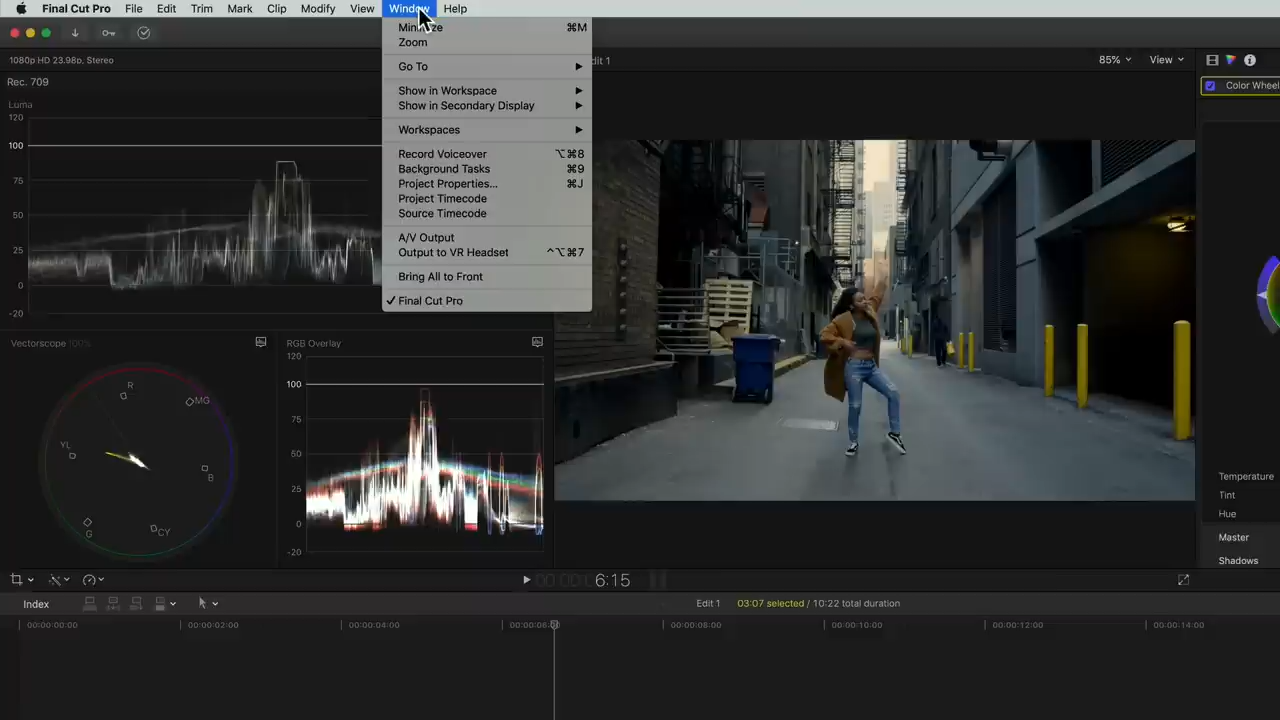 Final Cut Pro File Edit Trim Mark Clip Modify View Window Help
Minimize ⌘M
Zoom
Go To
Show in Workspace
Show in Secondary Display
Workspaces
Record Voiceover ⌥⌘8
Background Tasks ⌘9
Project Properties... ⌘J
Project Timecode
Source Timecode
A/V Output
Output to VR Headset ^⌥⌘7
Bring All to Front
✓ Final Cut Pro
1080p HD 23.98p, Stereo
85% View
Rec. 709
Color Wheel
Luma
120
100
75
50
25
0
-20
Vectorscope 100%
R
MG
YL
B
G
CY
RGB Overlay
120
100
75
50
25
0
-20
Temperature
Tint
Hue
Master
Shadows
6:15
Index
Edit 1 03:07 selected / 10:22 total duration
00:00:00:00 00:00:02:00 00:00:04:00 00:00:08:00 00:00:10:00 00:00:12:00 00:00:14:00